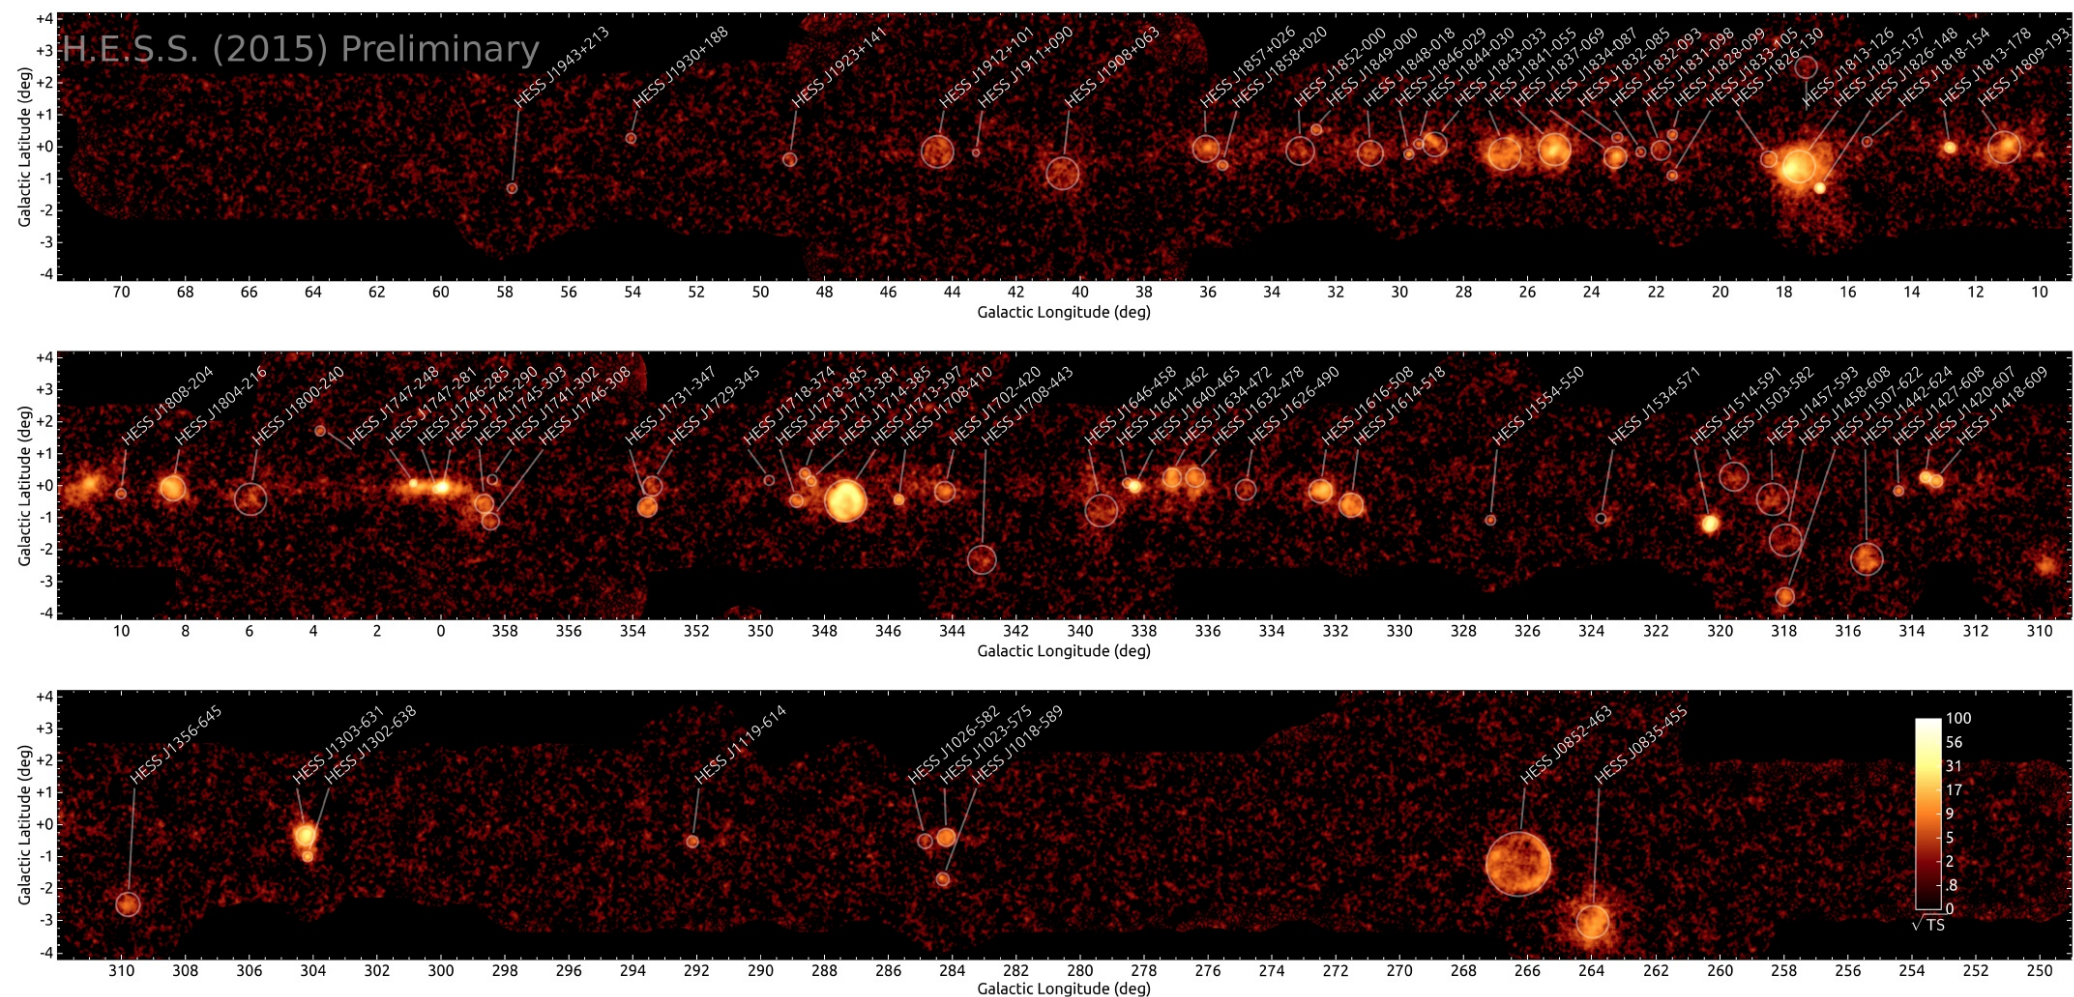 H.E.S.S. (2015) Preliminary
HESS J1943+213
HESS J1930+188
HESS J1923+141
HESS J1912+101
HESS J1911+090
HESS J1908+063
HESS J1857+026
HESS J1858+020
HESS J1852-000
HESS J1849-000
HESS J1848-018
HESS J1846-029
HESS J1844-030
HESS J1843-033
HESS J1841-055
HESS J1837-069
HESS J1834-087
HESS J1832-085
HESS J1832-093
HESS J1831-098
HESS J1828-099
HESS J1833-105
HESS J1826-130
HESS J1813-126
HESS J1825-137
HESS J1826-148
HESS J1818-154
HESS J1813-178
HESS J1809-193
Galactic Latitude (deg)
+4
+3
+2
+1
+0
-1
-2
-3
-4
70 68 66 64 62 60 58 56 54 52 50 48 46 44 42 40 38 36 34 32 30 28 26 24 22 20 18 16 14 12 10
Galactic Longitude (deg)
HESS J1808-204
HESS J1804-216
HESS J1800-240
HESS J1747-248
HESS J1747-281
HESS J1746-285
HESS J1745-290
HESS J1745-303
HESS J1741-302
HESS J1746-308
HESS J1731-347
HESS J1729-345
HESS J1718-374
HESS J1718-385
HESS J1713-381
HESS J1714-385
HESS J1713-397
HESS J1708-410
HESS J1702-420
HESS J1708-443
HESS J1646-458
HESS J1641-462
HESS J1640-465
HESS J1634-472
HESS J1632-478
HESS J1626-490
HESS J1616-508
HESS J1614-518
HESS J1554-550
HESS J1534-571
HESS J1514-591
HESS J1503-582
HESS J1457-593
HESS J1458-608
HESS J1507-622
HESS J1442-624
HESS J1427-608
HESS J1420-607
HESS J1418-609
Galactic Latitude (deg)
+4
+3
+2
+1
+0
-1
-2
-3
-4
10 8 6 4 2 0 358 356 354 352 350 348 346 344 342 340 338 336 334 332 330 328 326 324 322 320 318 316 314 312 310
Galactic Longitude (deg)
HESS J1356-645
HESS J1303-631
HESS J1302-638
HESS J1119-614
HESS J1026-582
HESS J1023-575
HESS J1018-589
HESS J0852-463
HESS J0835-455
Galactic Latitude (deg)
+4
+3
+2
+1
+0
-1
-2
-3
-4
100
56
31
17
9
5
2
.8
0
√TS
310 308 306 304 302 300 298 296 294 292 290 288 286 284 282 280 278 276 274 272 270 268 266 264 262 260 258 256 254 252 250
Galactic Longitude (deg)